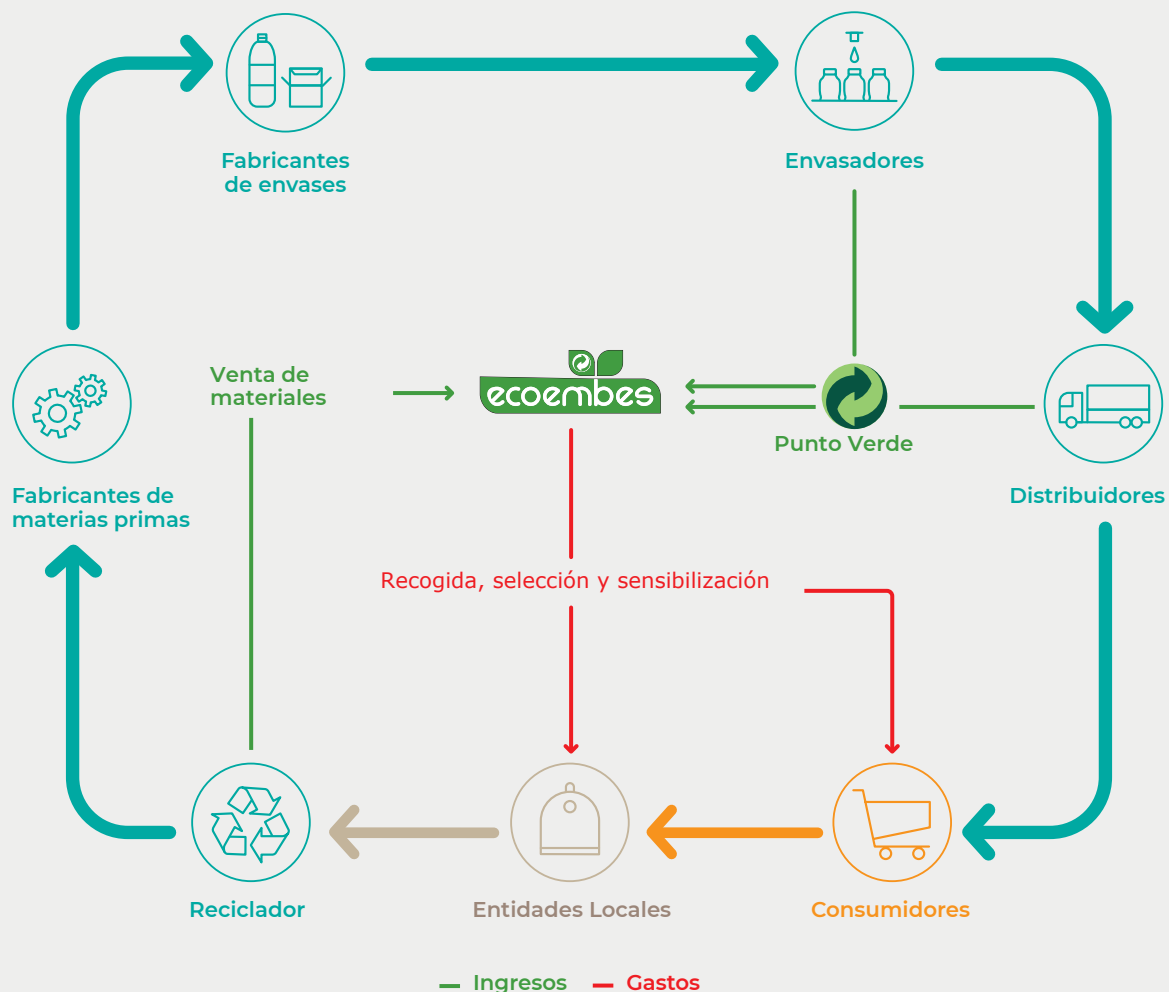 Fabricantes
de envases
Envasadores
Venta de
materiales
ecoembes
Punto Verde
Fabricantes de
materias primas
Distribuidores
Recogida, selección y sensibilización
Reciclador
Entidades Locales
Consumidores
Ingresos
Gastos